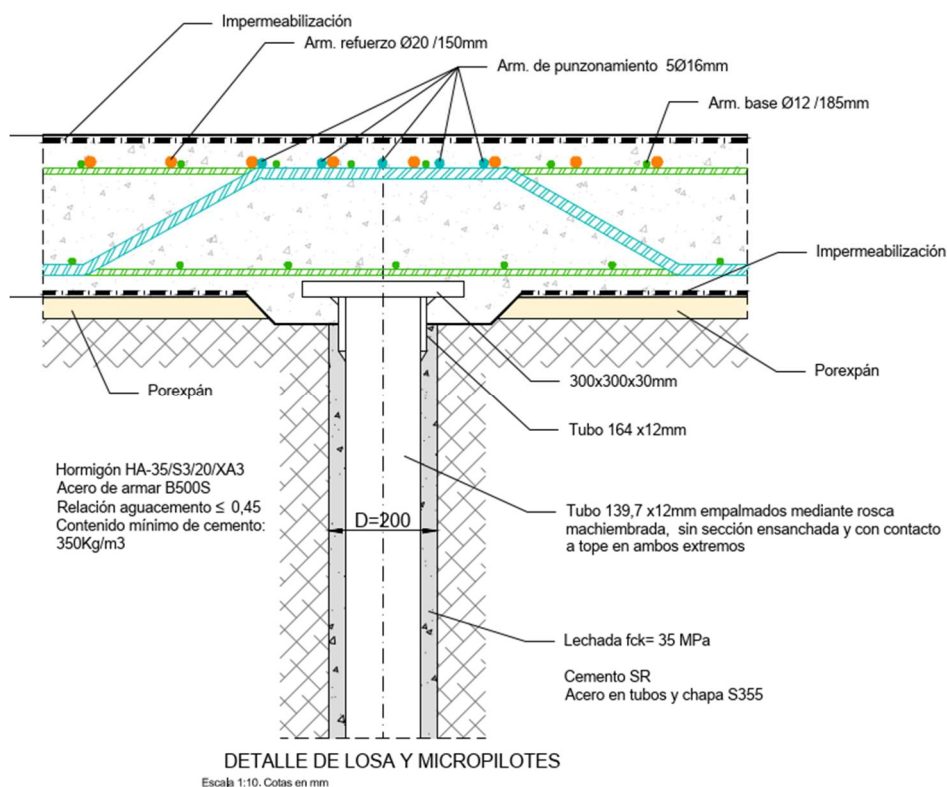 Impermeabilización
Arm. refuerzo Ø20 /150mm
Arm. de punzonamiento 5Ø16mm
Arm. base Ø12 /185mm
Impermeabilización
Porexpán
Porexpán
300x300x30mm
Tubo 164 x12mm
Hormigón HA-35/S3/20/XA3
Acero de armar B500S
Relación aguacemento ≤ 0,45
Contenido mínimo de cemento:
350Kg/m3
D=200
Tubo 139,7 x12mm empalmados mediante rosca
machiembrada, sin sección ensanchada y con contacto
a tope en ambos extremos
Lechada fck= 35 MPa
Cemento SR
Acero en tubos y chapa S355
DETALLE DE LOSA Y MICROPILOTES
Escala 1:10. Cotas en mm